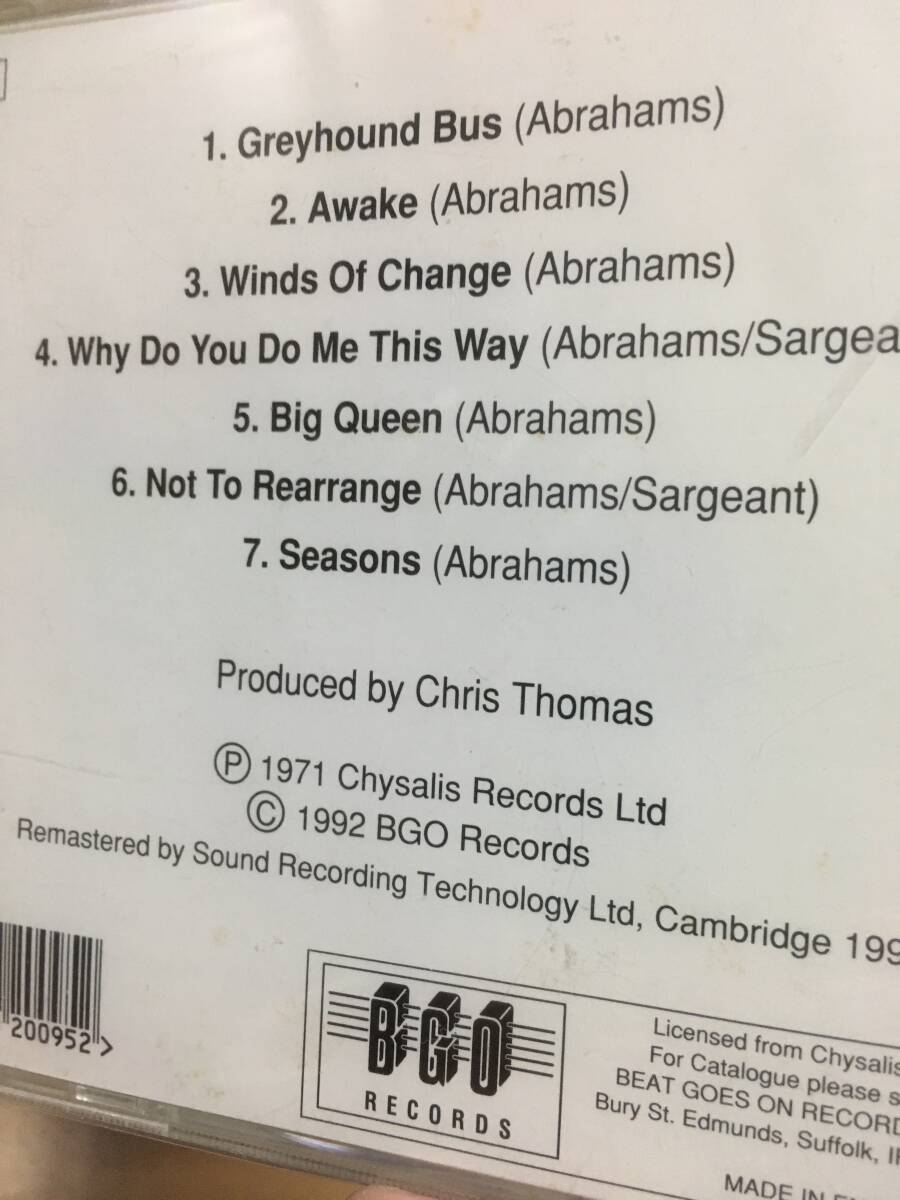 1. Greyhound Bus (Abrahams)
2. Awake (Abrahams)
3. Winds Of Change (Abrahams)
4. Why Do You Do Me This Way (Abrahams/Sargea
5. Big Queen (Abrahams)
6. Not To Rearrange (Abrahams/Sargeant)
7. Seasons (Abrahams)
Produced by Chris Thomas
Ⓟ 1971 Chysalis Records Ltd
© 1992 BGO Records
Remastered by Sound Recording Technology Ltd, Cambridge 199
200952">
BGO
RECORDS
Licensed from Chysalis
For Catalogue please s
BEAT GOES ON RECORD
Bury St. Edmunds, Suffolk, I
MADE IN E